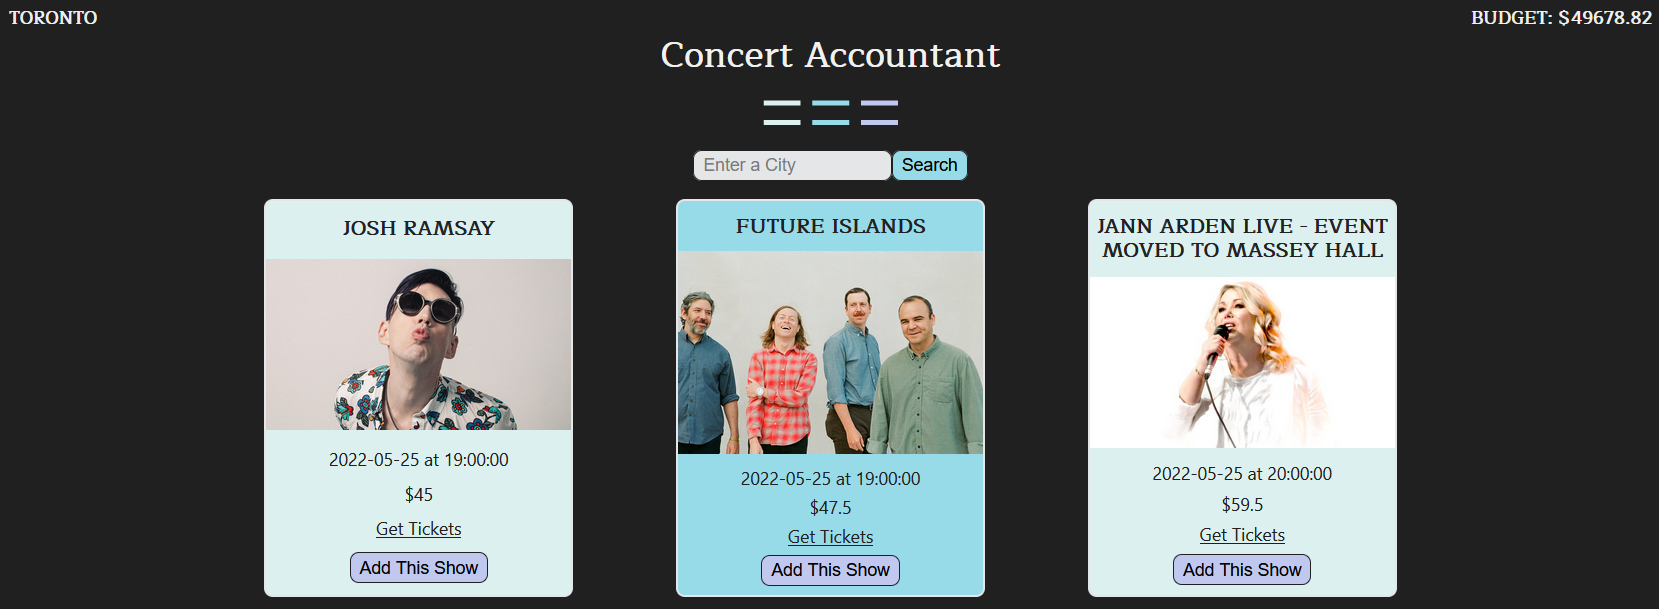 TORONTO
BUDGET: $49678.82
Concert Accountant
Enter a City
Search
JOSH RAMSAY
2022-05-25 at 19:00:00
$45
Get Tickets
Add This Show
FUTURE ISLANDS
2022-05-25 at 19:00:00
$47.5
Get Tickets
Add This Show
JANN ARDEN LIVE - EVENT
MOVED TO MASSEY HALL
2022-05-25 at 20:00:00
$59.5
Get Tickets
Add This Show